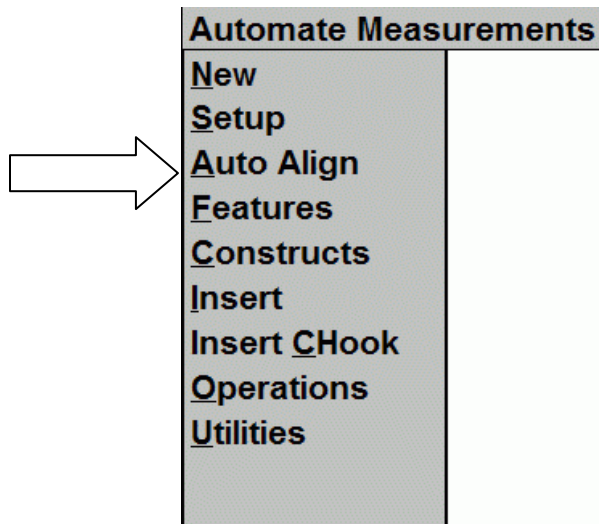 Automate Measurements
New
Setup
Auto Align
Features
Constructs
Insert
Insert CHook
Operations
Utilities